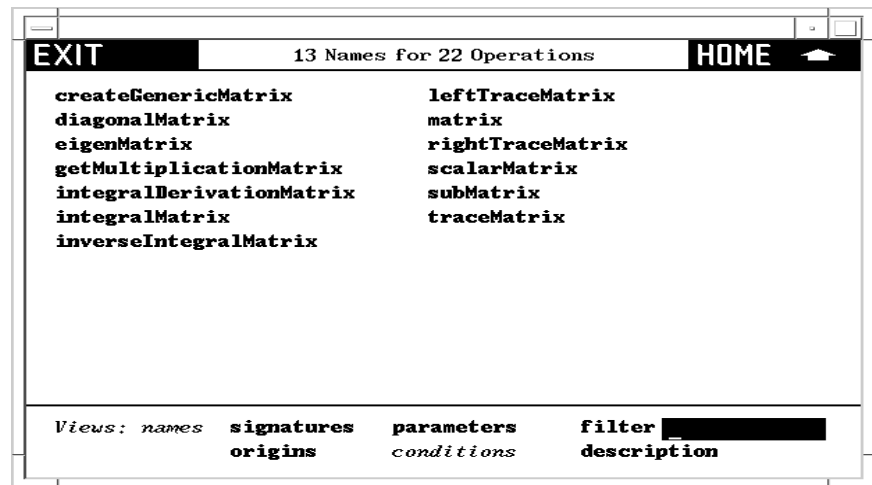 EXIT 13 Names for 22 Operations HOME
createGenericMatrix leftTraceMatrix
diagonalMatrix matrix
eigenMatrix rightTraceMatrix
getMultiplicationMatrix scalarMatrix
integralDerivationMatrix subMatrix
integralMatrix traceMatrix
inverseIntegralMatrix
Views: names signatures parameters filter
origins conditions description